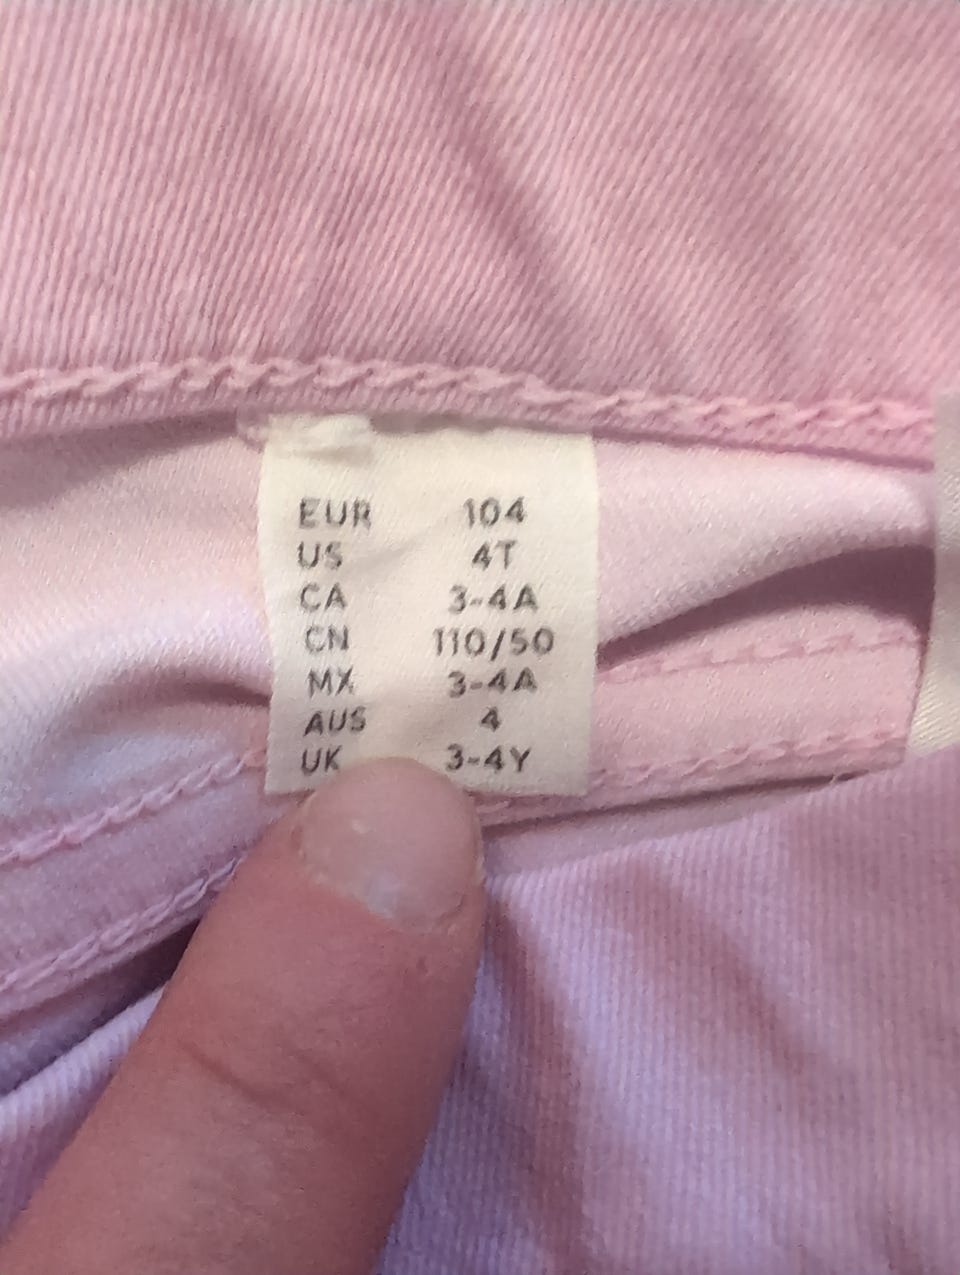 EUR 104
US 4T
CA 3-4A
CN 110/50
MX 3-4A
AUS 4
UK 3-4Y